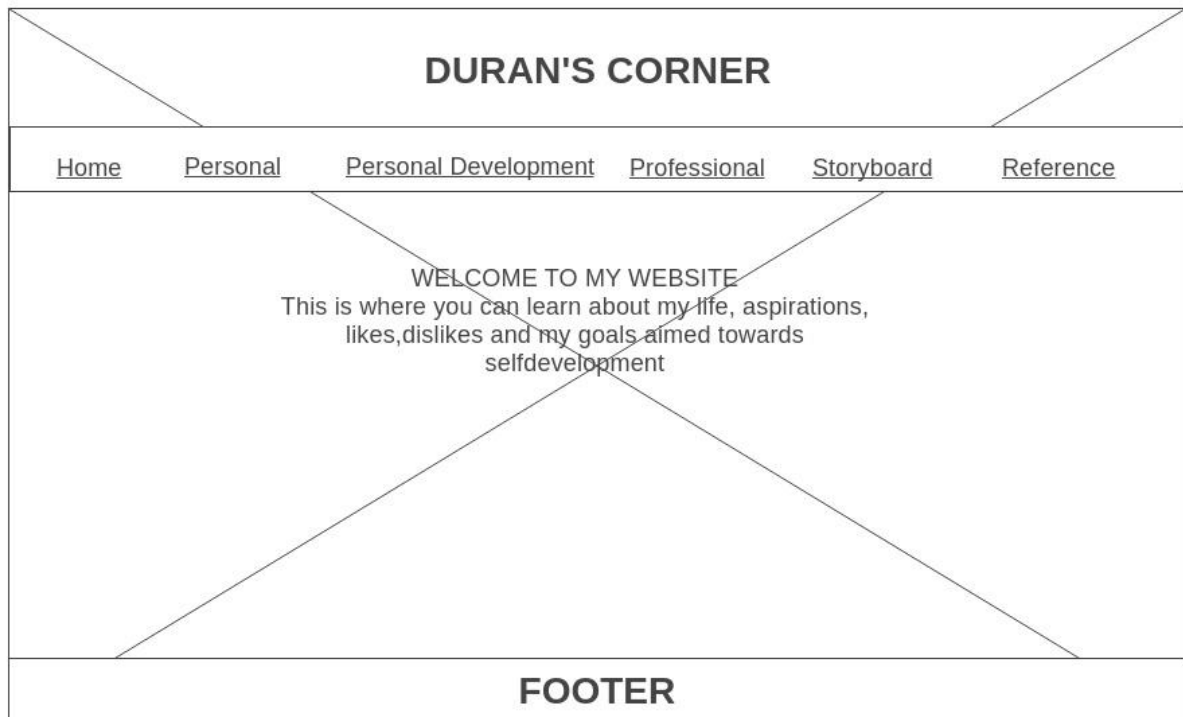 DURAN'S CORNER
Home Personal Personal Development Professional Storyboard Reference
WELCOME TO MY WEBSITE
This is where you can learn about my life, aspirations,
likes,dislikes and my goals aimed towards
selfdevelopment
FOOTER